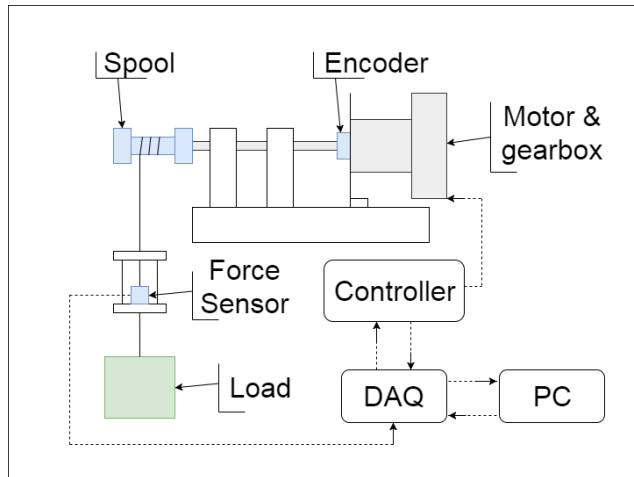 Spool
Encoder
Motor &
gearbox
Force
Sensor
Controller
Load
DAQ
PC